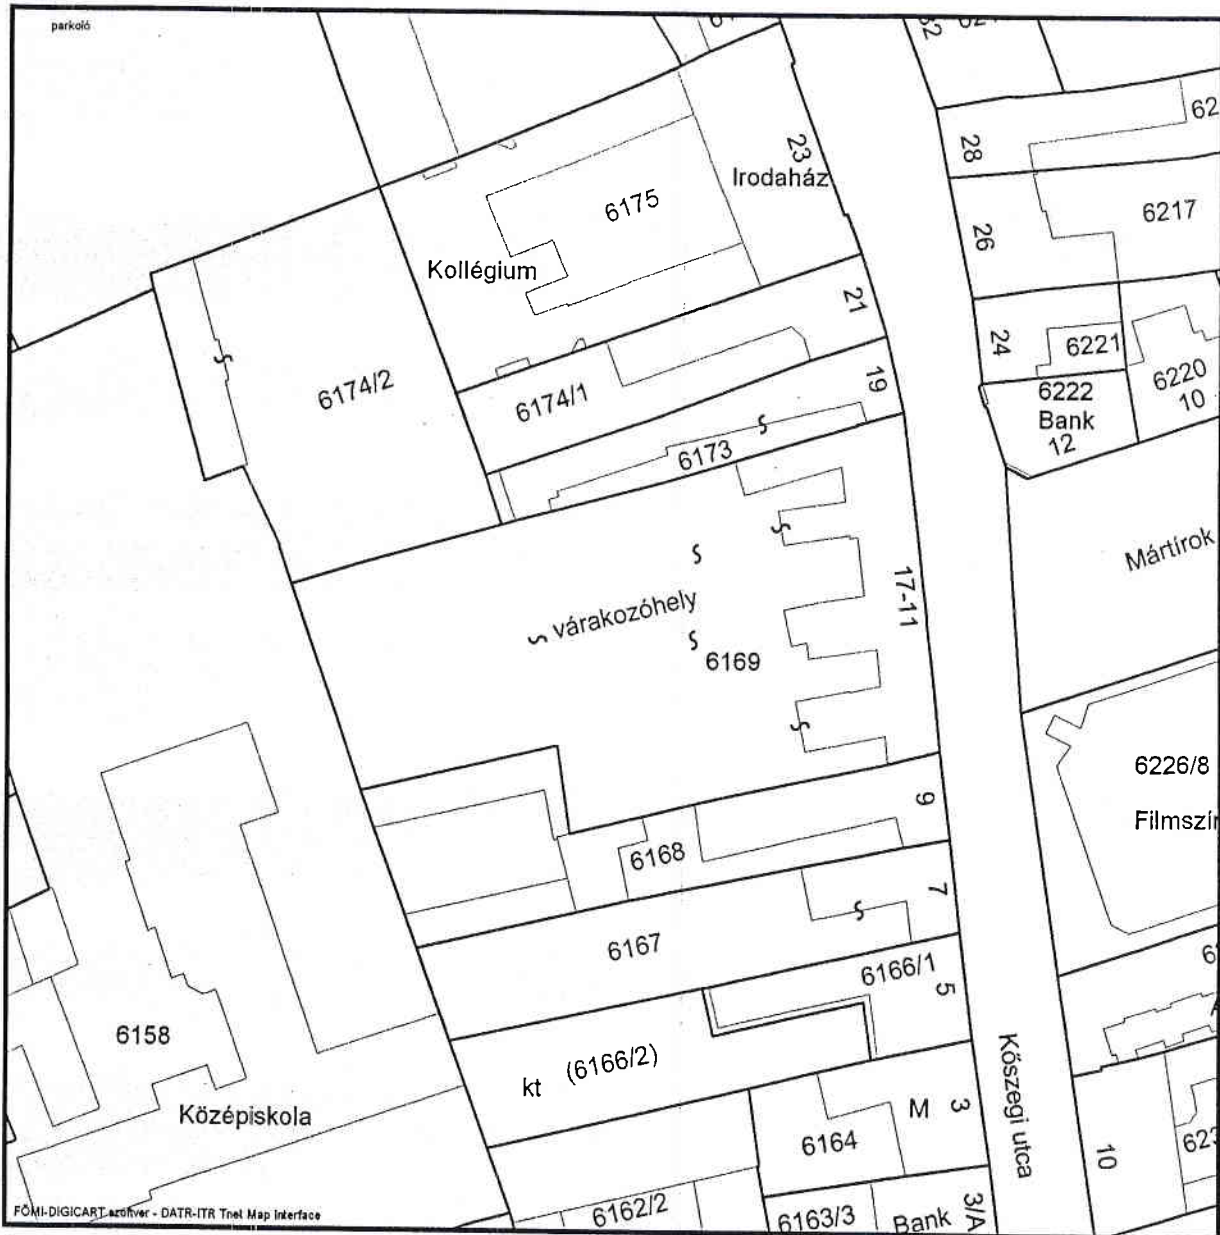 parkoló
28
23
Irodaház
6175
6217
26
Kollégium
21
24
6221
6174/2
6174/1
19
6222
Bank
12
6220
10
6173
Mártírok
17-11
várakozóhely
6169
6226/8
9
6168
7
6167
6166/1
5
6158
kt
(6166/2)
Kőszegi utca
Középiskola
M
3
6164
10
6162/2
6163/3
Bank
3/A
FÖMI-DIGICART szoftver - DATR-ITR Tnet Map Interface